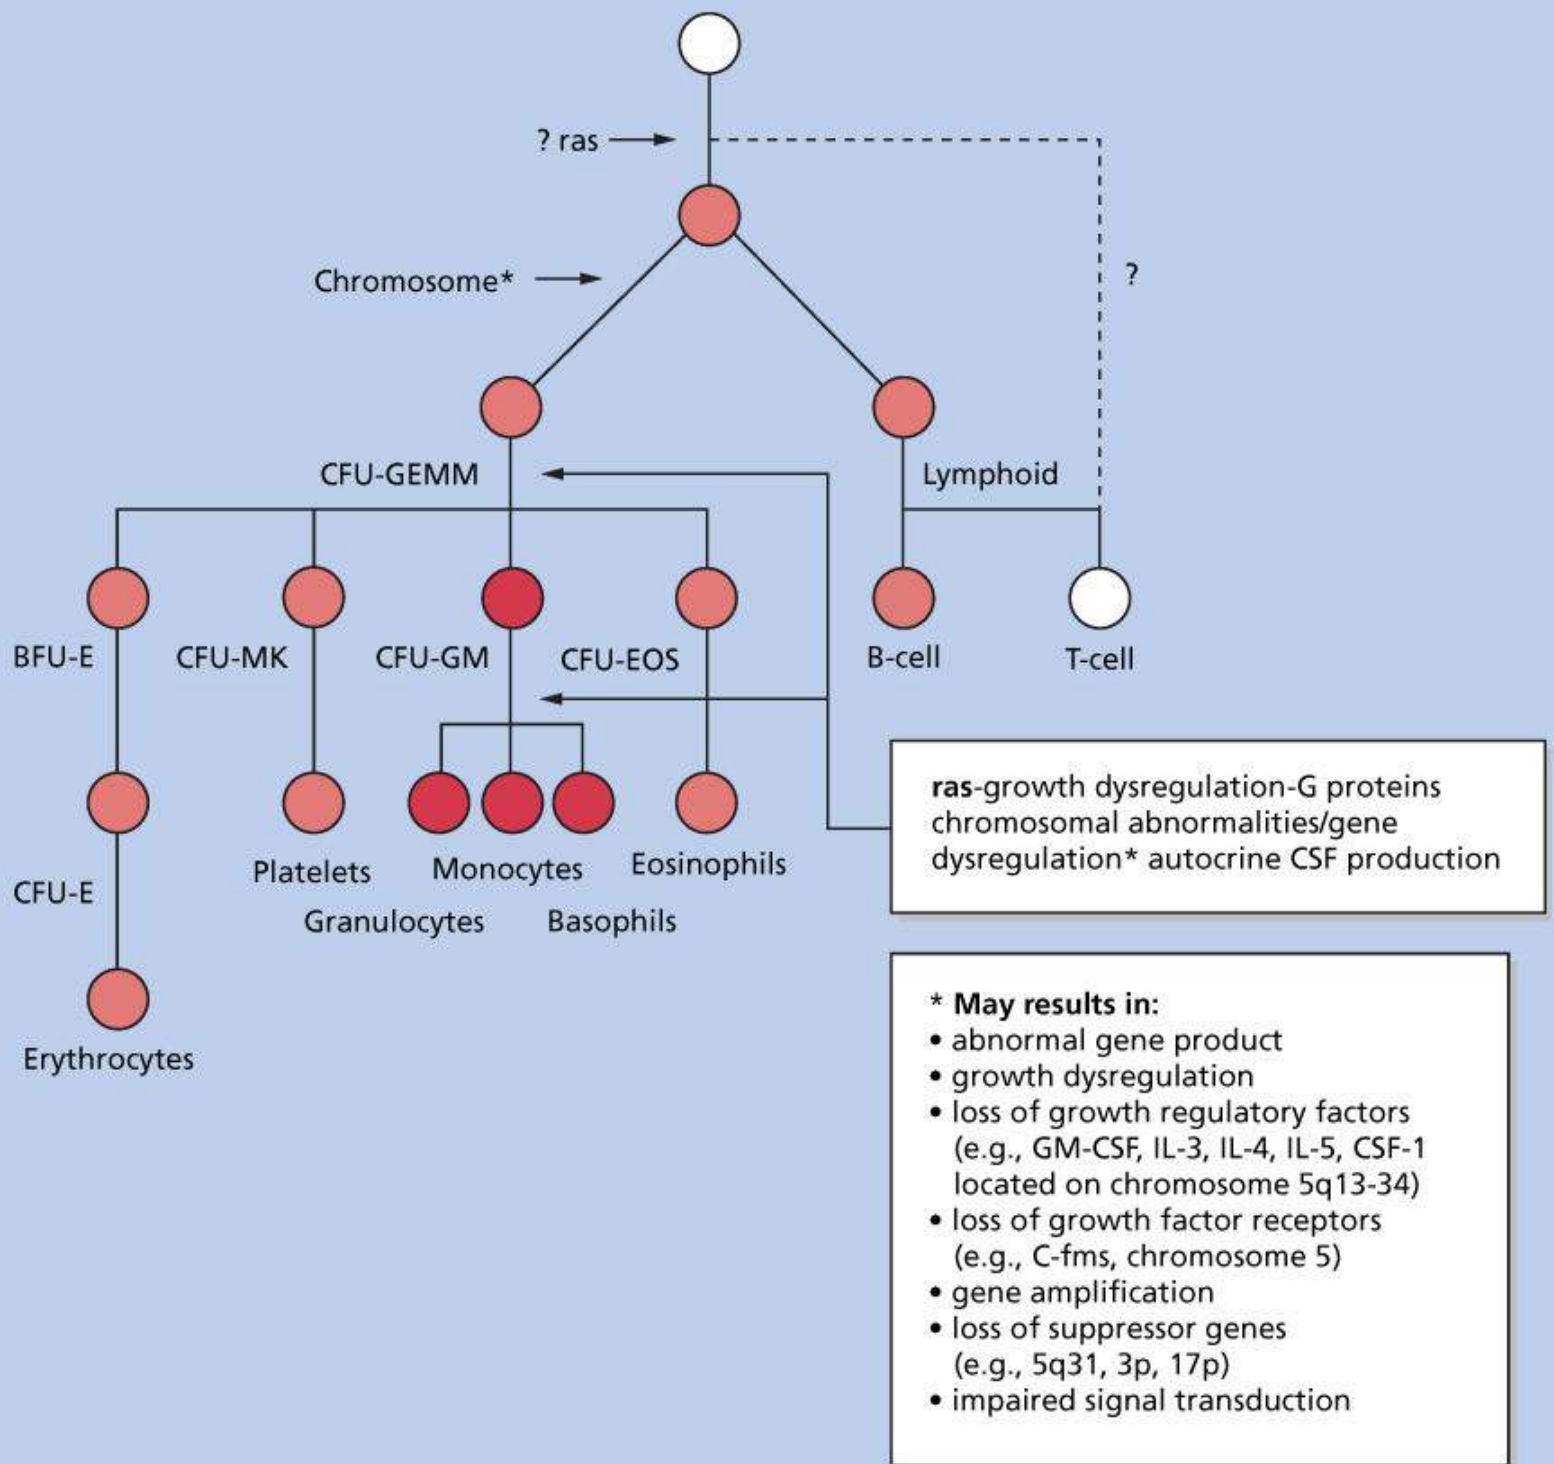 ? ras
Chromosome*
?
CFU-GEMM
Lymphoid
BFU-E
CFU-MK
CFU-GM
CFU-EOS
B-cell
T-cell
Platelets
Monocytes
Eosinophils
CFU-E
Granulocytes
Basophils
Erythrocytes
ras-growth dysregulation-G proteins
chromosomal abnormalities/gene
dysregulation* autocrine CSF production
* May results in:
• abnormal gene product
• growth dysregulation
• loss of growth regulatory factors
(e.g., GM-CSF, IL-3, IL-4, IL-5, CSF-1
located on chromosome 5q13-34)
• loss of growth factor receptors
(e.g., C-fms, chromosome 5)
• gene amplification
• loss of suppressor genes
(e.g., 5q31, 3p, 17p)
• impaired signal transduction